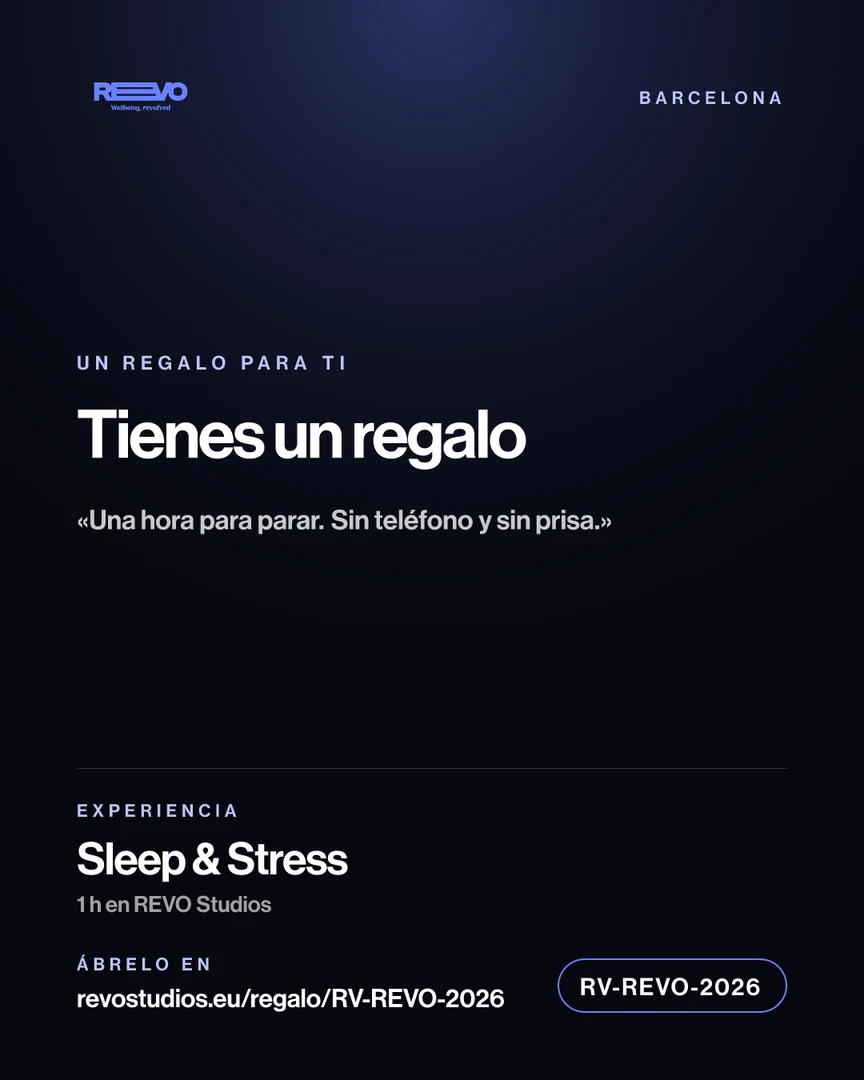 REVO
Wellbeing, revolved
BARCELONA
UN REGALO PARA TI
Tienes un regalo
«Una hora para parar. Sin teléfono y sin prisa.»
EXPERIENCIA
Sleep & Stress
1 h en REVO Studios
ÁBRELO EN
revostudios.eu/regalo/RV-REVO-2026
RV-REVO-2026